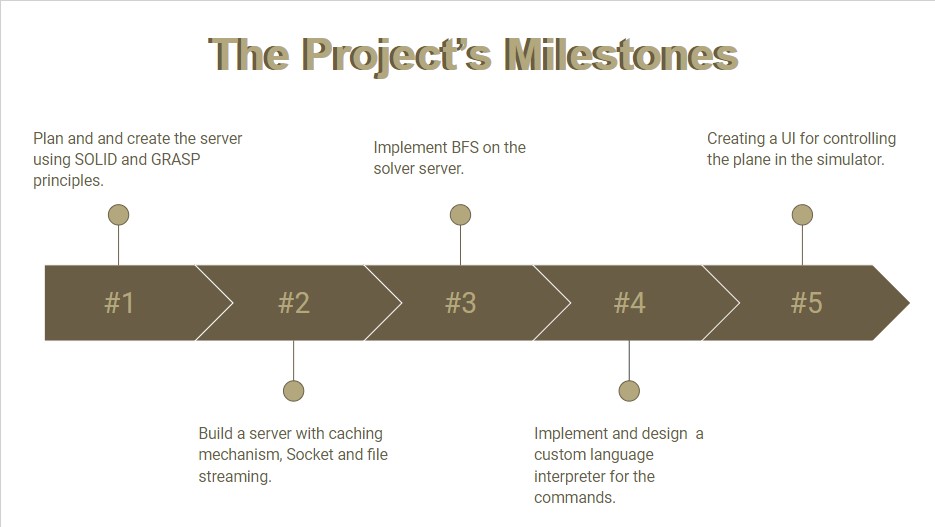 The Project's Milestones
Plan and and create the server
using SOLID and GRASP
principles.
Implement BFS on the
solver server.
Creating a UI for controlling
the plane in the simulator.
#1
#2
#3
#4
#5
Build a server with caching
mechanism, Socket and file
streaming.
Implement and design  a
custom language
interpreter for the
commands.